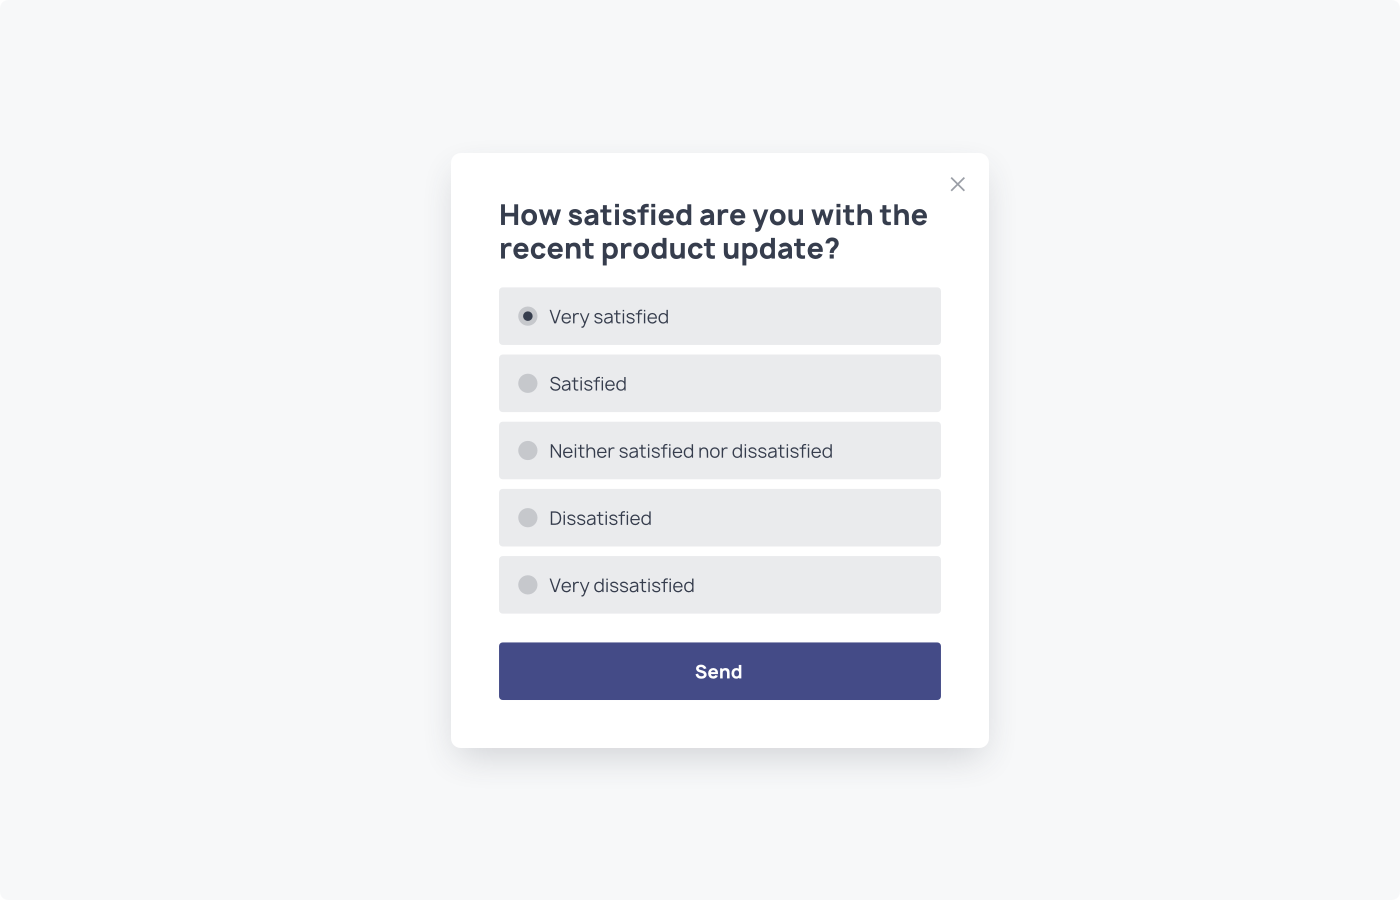 How satisfied are you with the
recent product update?
Very satisfied
Satisfied
Neither satisfied nor dissatisfied
Dissatisfied
Very dissatisfied
Send